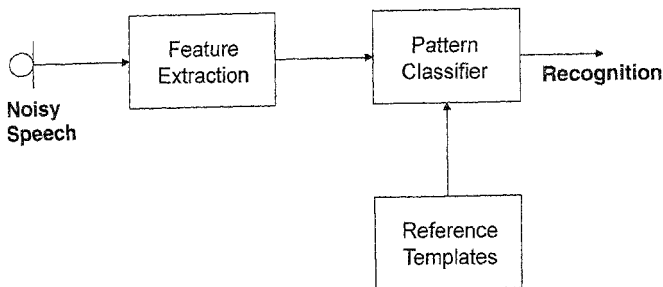 Noisy
Speech
Feature
Extraction
Pattern
Classifier
Recognition
Reference
Templates